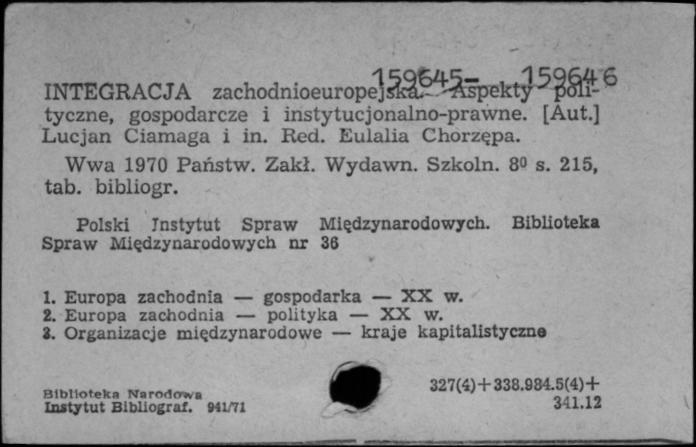 159645- 159646
INTEGRACJA zachodnioeuropejska. Aspekty poli-
tyczne, gospodarcze i instytucjonalno-prawne. [Aut.]
Lucjan Ciamaga i in. Red. Eulalia Chorzępa.
Wwa 1970 Państw. Zakł. Wydawn. Szkoln. 8⁰ s. 215,
tab. bibliogr.
Polski Instytut Spraw Międzynarodowych. Biblioteka
Spraw Międzynarodowych nr 36
1. Europa zachodnia — gospodarka — XX w.
2. Europa zachodnia — polityka — XX w.
3. Organizacje międzynarodowe — kraje kapitalistyczne
Biblioteka Narodowa
Instytut Bibliograf. 941/71
327(4)+338.984.5(4)+
341.12